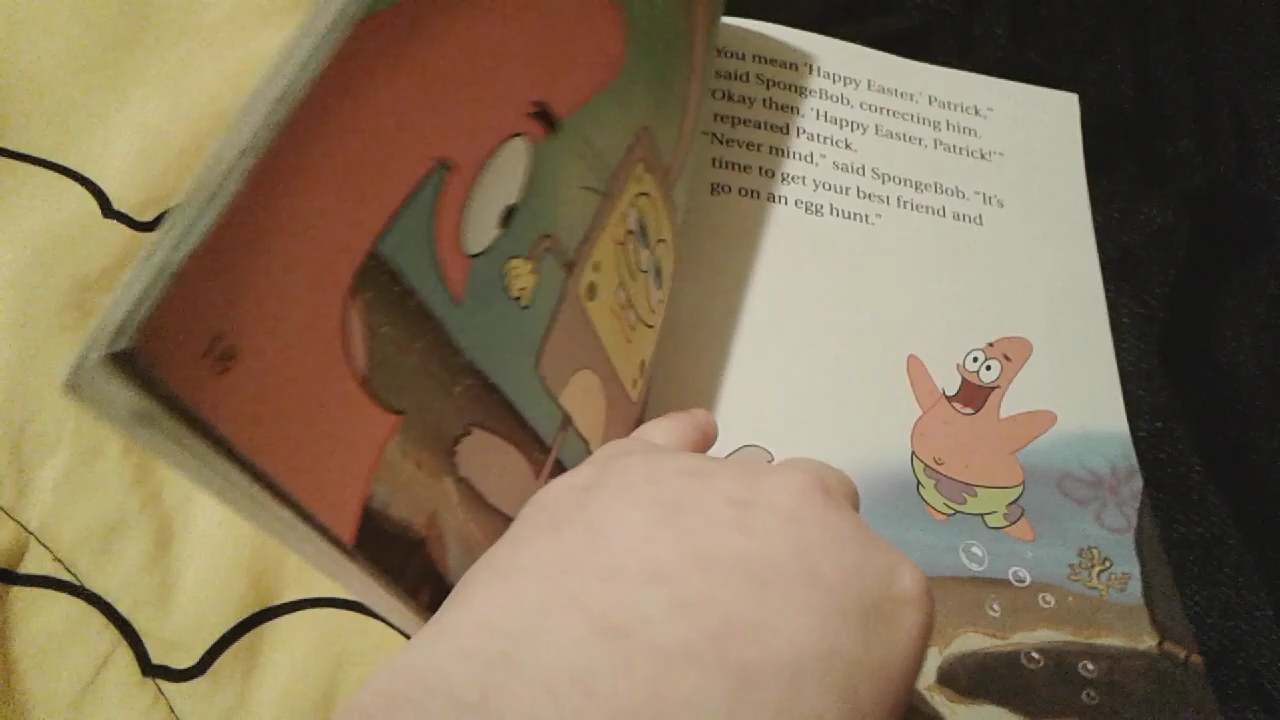 You mean 'Happy Easter,' Patrick,"
said SpongeBob, correcting him.
"Okay then, 'Happy Easter, Patrick!'"
repeated Patrick.
"Never mind," said SpongeBob. "It's
time to get your best friend and
go on an egg hunt."